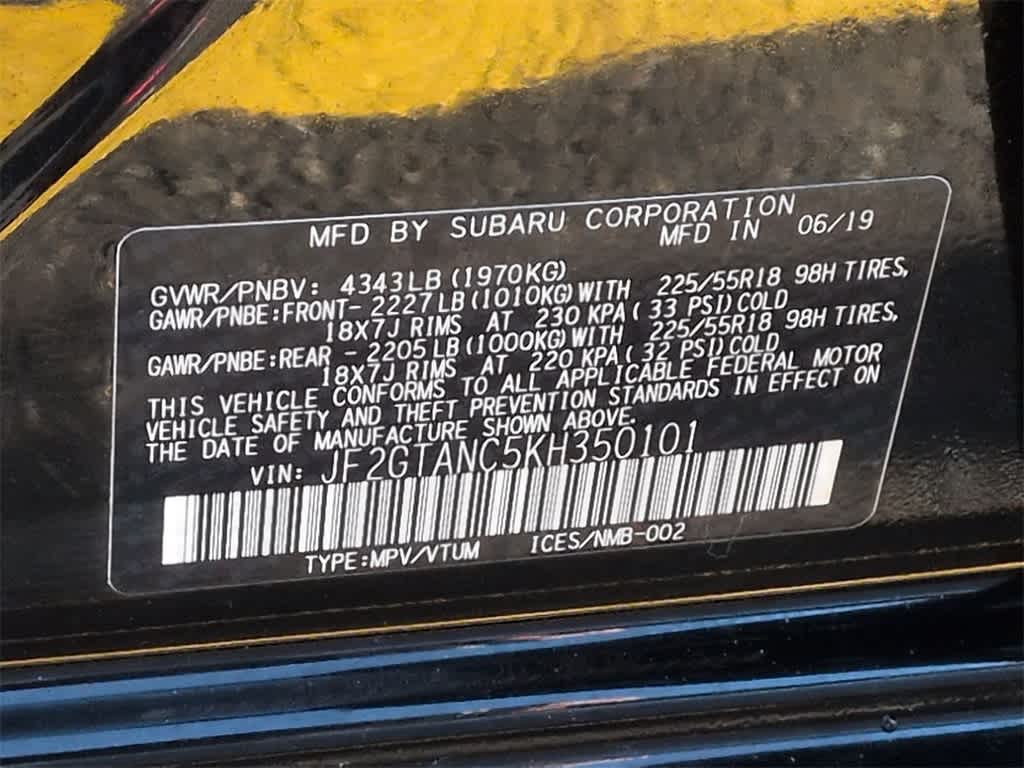 MFD BY SUBARU CORPORATION
MFD IN 06/19
GVWR/PNBV: 4343LB (1970KG)
GAWR/PNBE:FRONT- 2227LB(1010KG)WITH 225/55R18 98H TIRES,
18X7J RIMS AT 230 KPA( 33 PSI)COLD
GAWR/PNBE:REAR - 2205LB(1000KG)WITH 225/55R18 98H TIRES,
18X7J RIMS AT 220 KPA( 32 PSI)COLD
THIS VEHICLE CONFORMS TO ALL APPLICABLE FEDERAL MOTOR
VEHICLE SAFETY AND THEFT PREVENTION STANDARDS IN EFFECT ON
THE DATE OF MANUFACTURE SHOWN ABOVE.
VIN: JF2GTANC5KH350101
TYPE:MPV/VTUM ICES/NMB-002